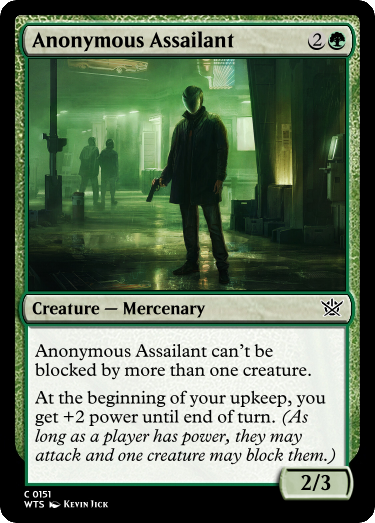 Anonymous Assailant 2
Creature — Mercenary
Anonymous Assailant can't be
blocked by more than one creature.
At the beginning of your upkeep, you
get +2 power until end of turn. (As
long as a player has power, they may
attack and one creature may block them.)
2/3
C 0151
WTS Kevin Jick